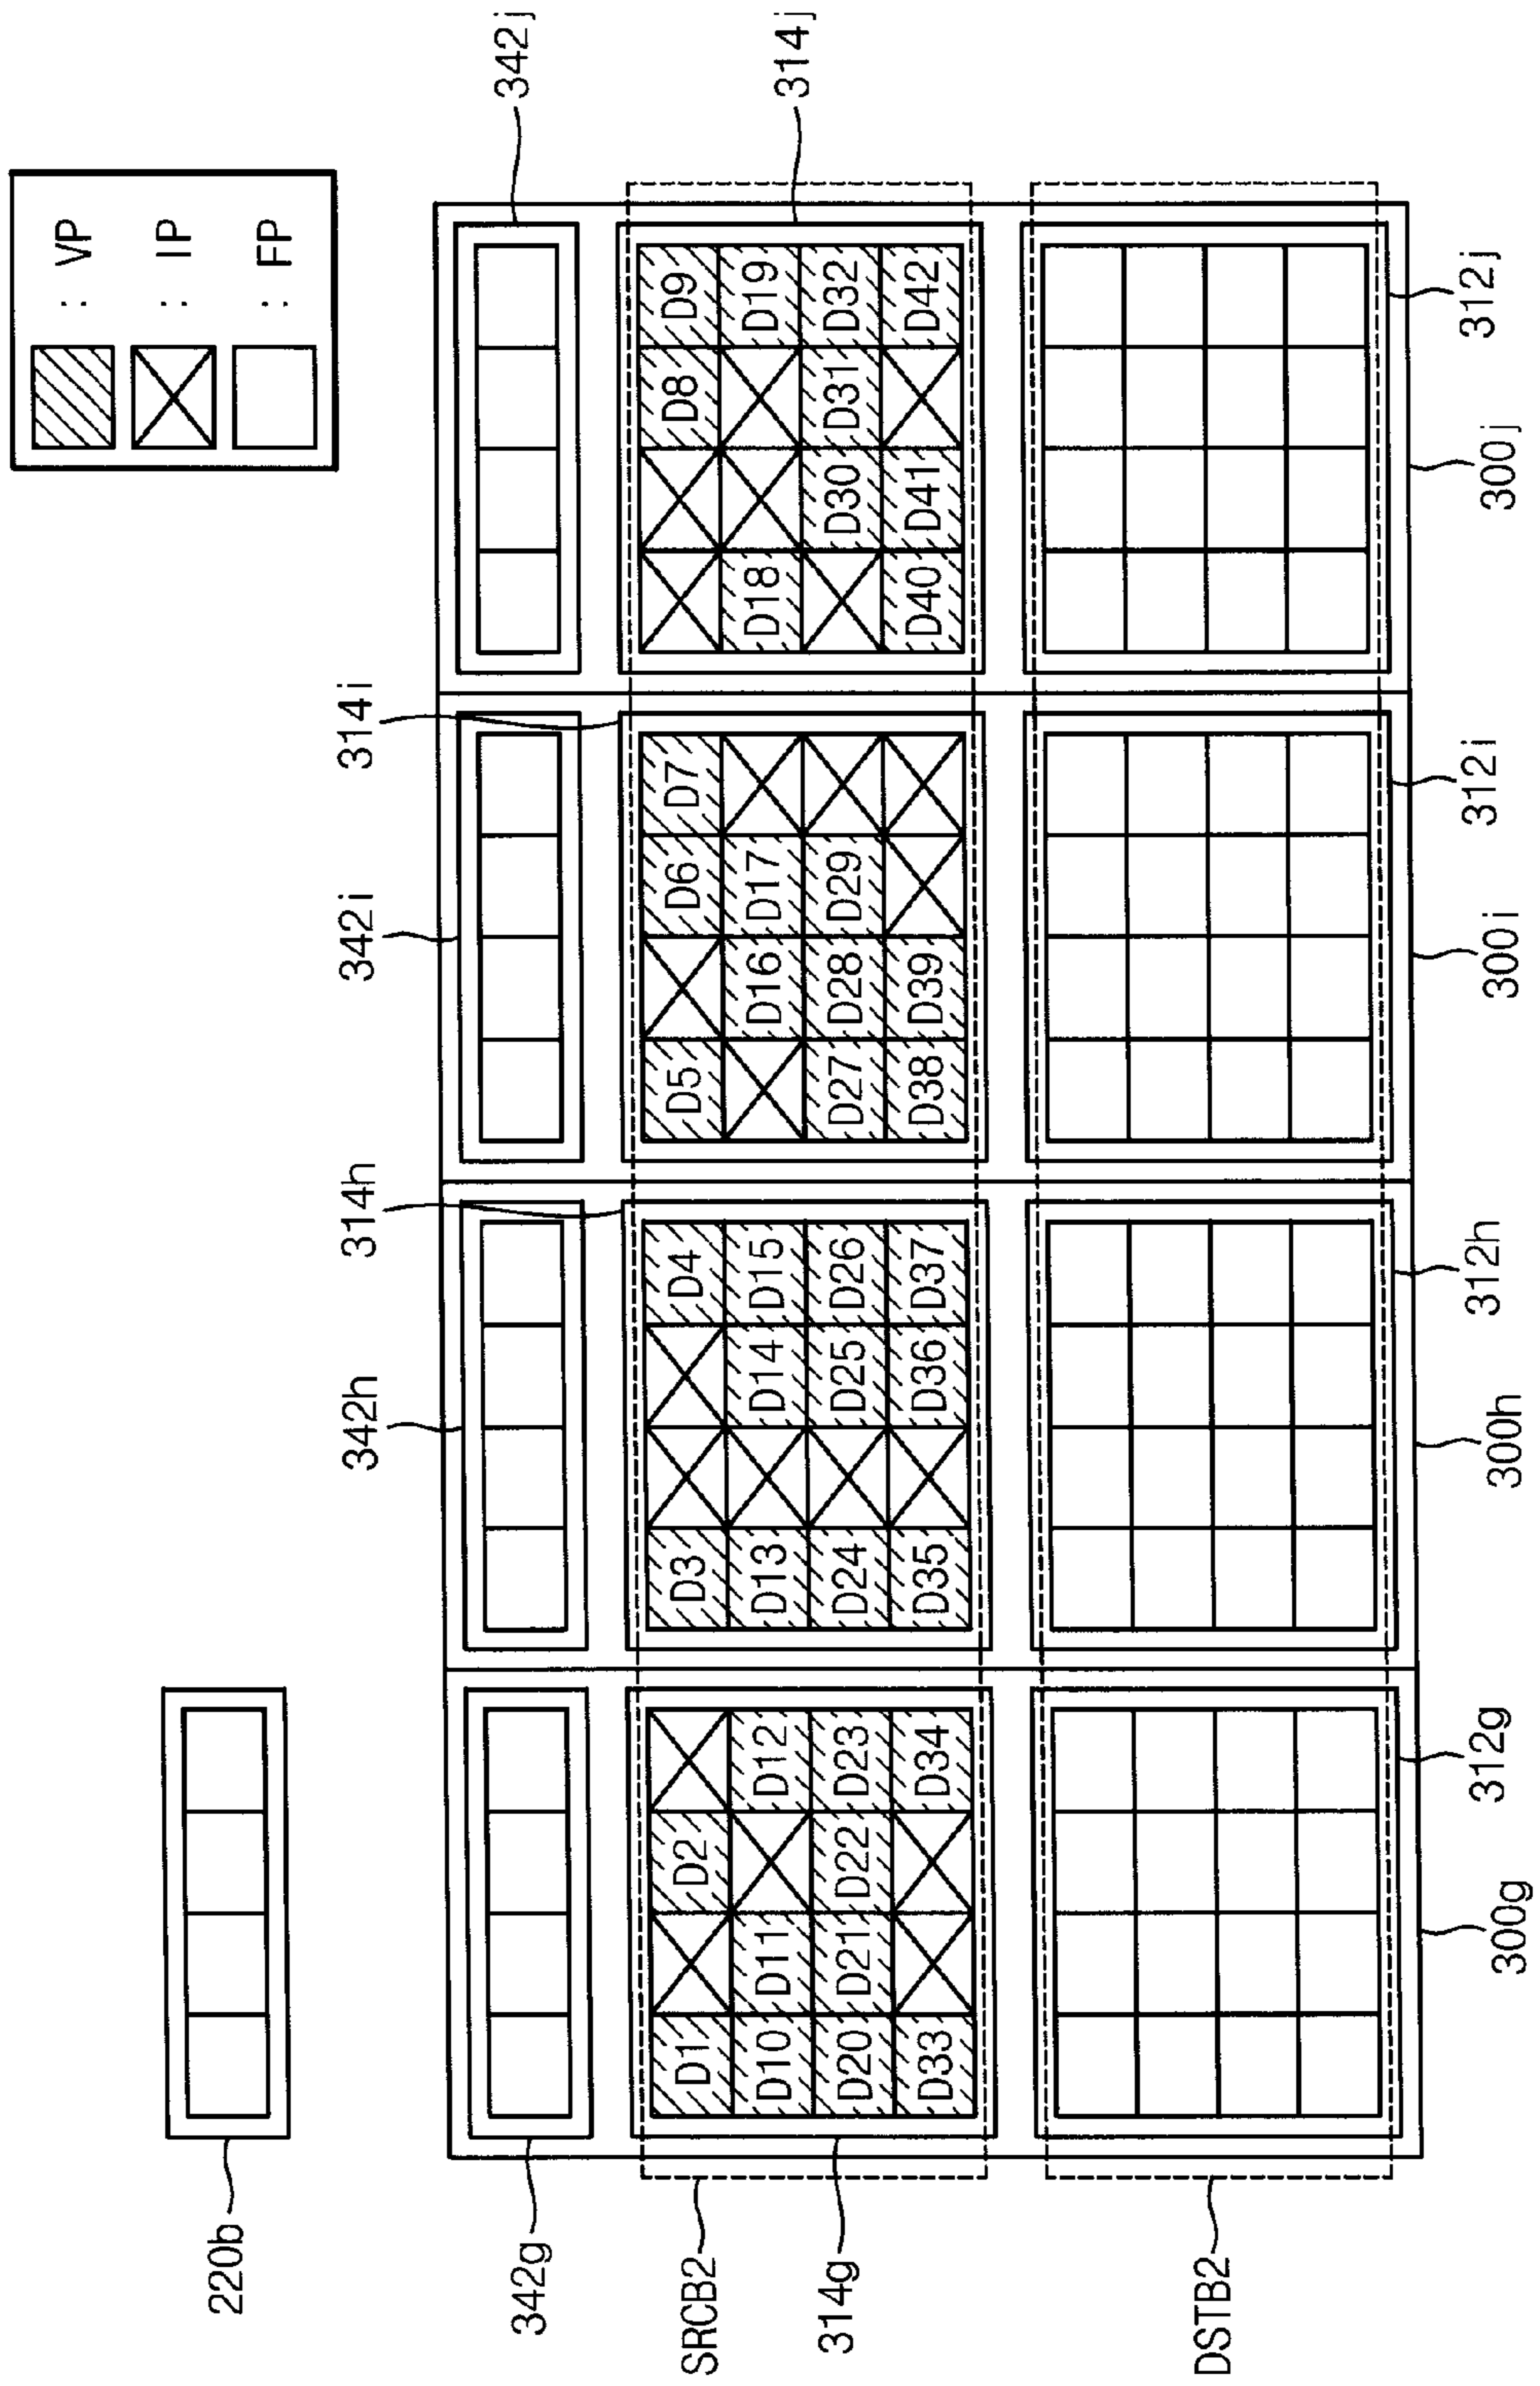 : VP
: IP
220b
: FP
342h 314h 342i 314i
342g 342j
SRCB2 D1 D2 D3 D4 D5 D6 D7 D8 D9
D10 D11 D12 D13 D14 D15 D16 D17 D18 D19 314j
314g D20 D21 D22 D23 D24 D25 D26 D27 D28 D29 D30 D31 D32
D33 D34 D35 D36 D37 D38 D39 D40 D41 D42
DSTB2
312g 312h 312i 312j
300g 300h 300i 300j